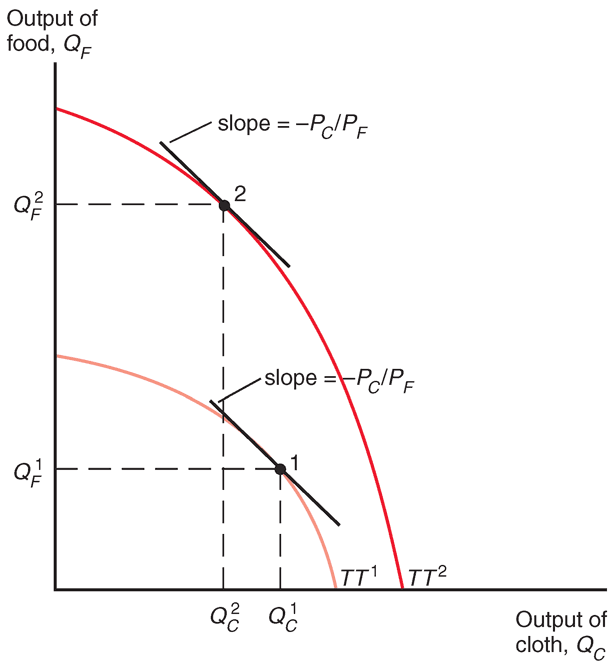 Output of
food, Q_F
slope = –P_C/P_F
2
Q_F^2
slope = –P_C/P_F
1
Q_F^1
TT^1
TT^2
Q_C^2
Q_C^1
Output of
cloth, Q_C